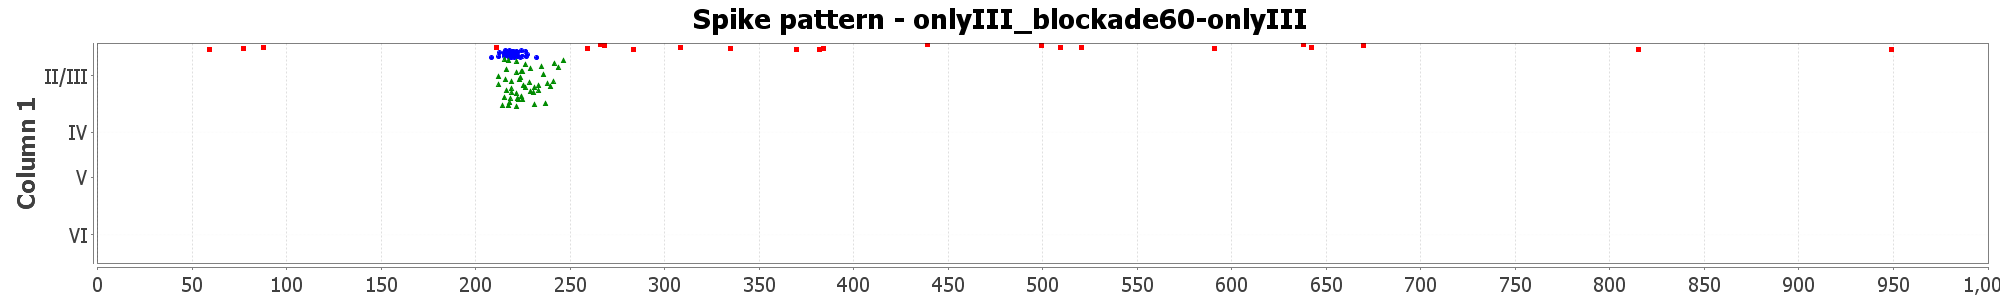 Spike pattern - onlyIII_blockade60-onlyIII
Column 1
II/III
IV
V
VI
0 50 100 150 200 250 300 350 400 450 500 550 600 650 700 750 800 850 900 950 1,00